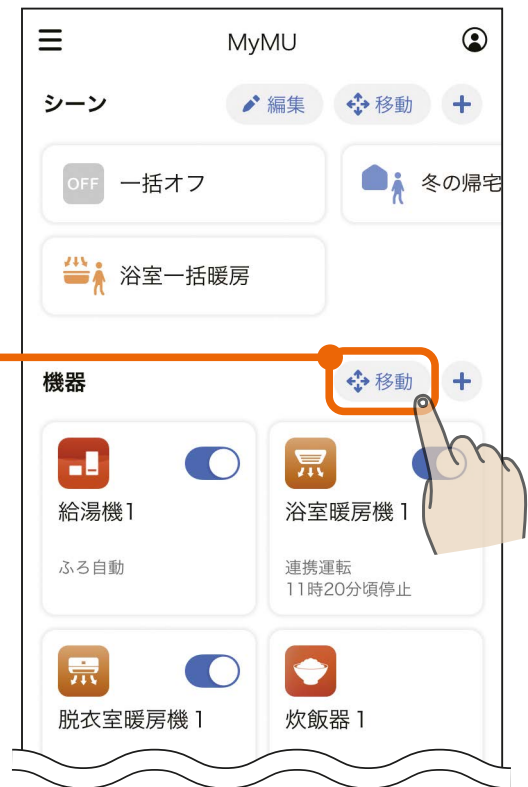 MyMU
シーン
編集
移動
OFF 一括オフ
冬の帰宅
浴室一括暖房
機器
移動
給湯機1
ふろ自動
浴室暖房機 1
連携運転
11時20分頃停止
脱衣室暖房機 1
炊飯器 1